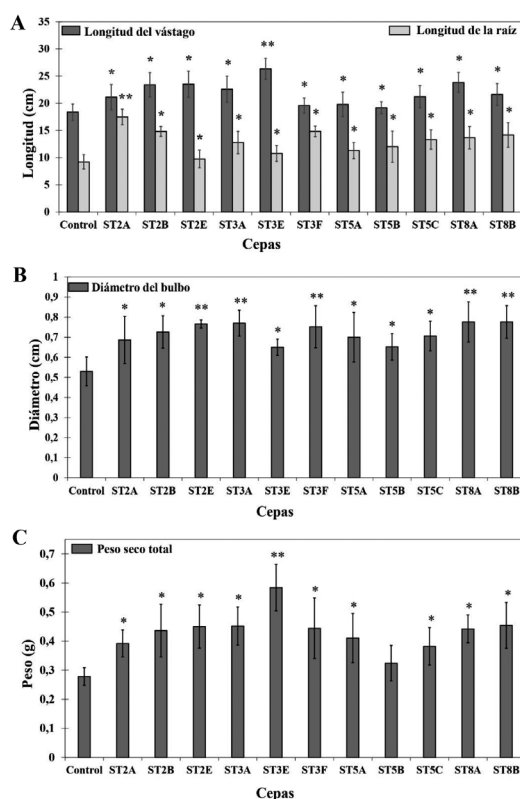 A
Longitud del vástago
Longitud de la raíz
Longitud (cm)
35
30
25
20
15
10
5
0
* ** * * * * * * ** * * * * * * * * * * * * *
Control ST2A ST2B ST2E ST3A ST3E ST3F ST5A ST5B ST5C ST8A ST8B
Cepas
B
Diámetro del bulbo
Diámetro (cm)
1
0,9
0,8
0,7
0,6
0,5
0,4
0,3
0,2
0,1
0
* * ** ** * ** * * * ** **
Control ST2A ST2B ST2E ST3A ST3E ST3F ST5A ST5B ST5C ST8A ST8B
Cepas
C
Peso seco total
Peso (g)
0,7
0,6
0,5
0,4
0,3
0,2
0,1
0
* * * * ** * * * * *
Control ST2A ST2B ST2E ST3A ST3E ST3F ST5A ST5B ST5C ST8A ST8B
Cepas